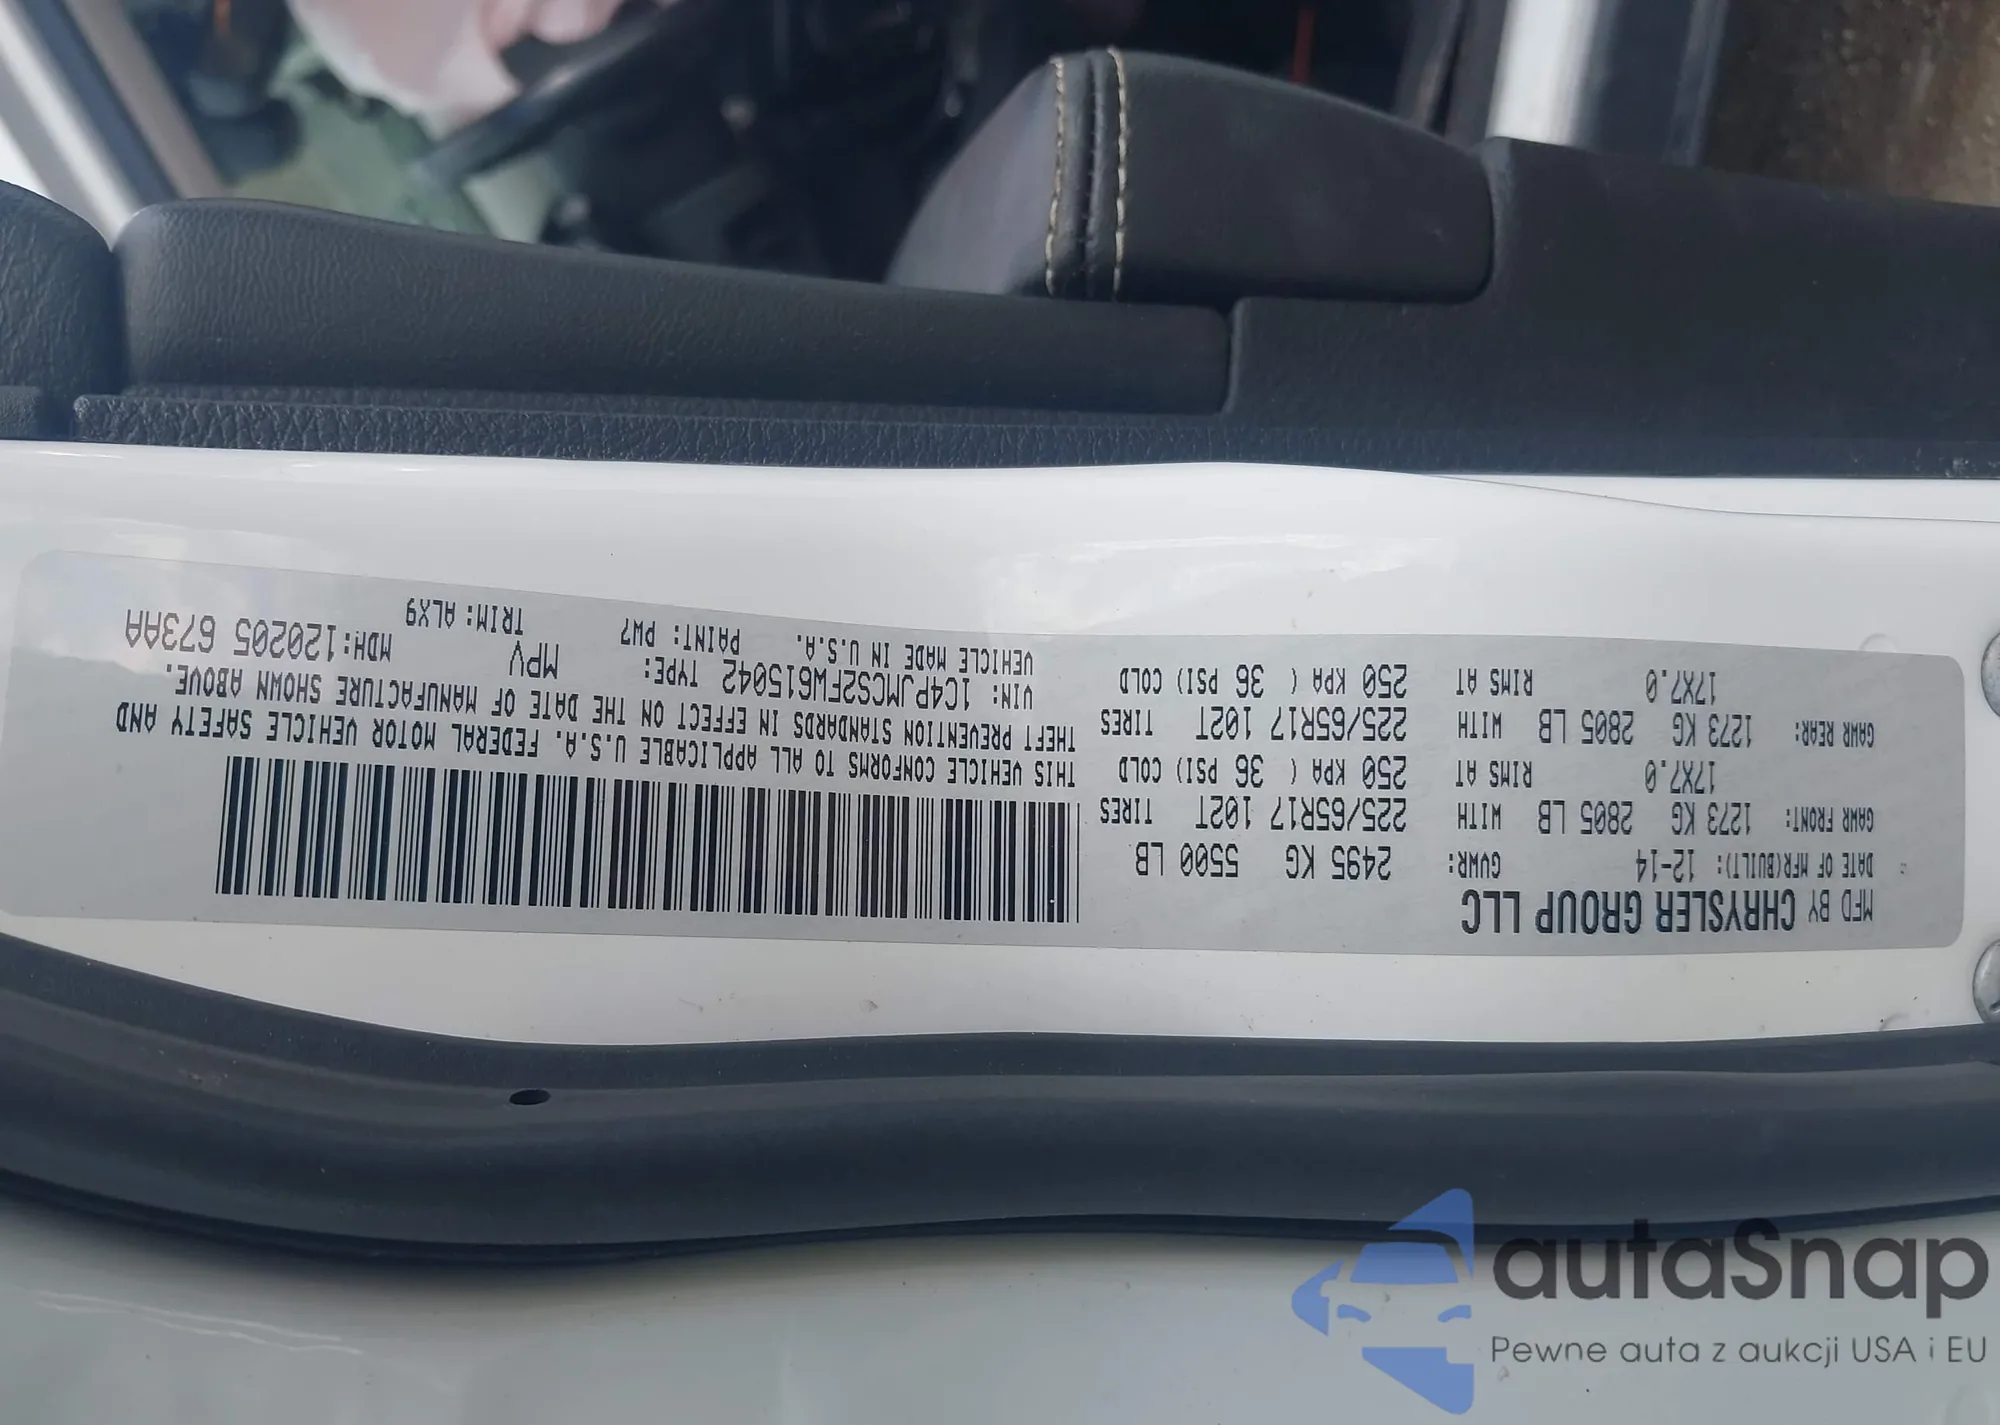 MFD BY CHRYSLER GROUP LLC
DATE OF MFR(BUILT): 12-14 GVWR: 2495 KG 5500 LB
GAWR FRONT: 1273 KG 2805 LB WITH 225/65R17 102T TIRES
17X7.0 RIMS AT 250 KPA ( 36 PSI) COLD
GAWR REAR: 1273 KG 2805 LB WITH 225/65R17 102T TIRES
17X7.0 RIMS AT 250 KPA ( 36 PSI) COLD
THIS VEHICLE CONFORMS TO ALL APPLICABLE U.S.A. FEDERAL MOTOR VEHICLE SAFETY AND
THEFT PREVENTION STANDARDS IN EFFECT ON THE DATE OF MANUFACTURE SHOWN ABOVE.
VIN: 1C4PJMCS2FW615042 TYPE: MPV MDH:120205 673AA
VEHICLE MADE IN U.S.A. PAINT: PW7 TRIM:ALX9
autaSnap
Pewne auta z aukcji USA i EU